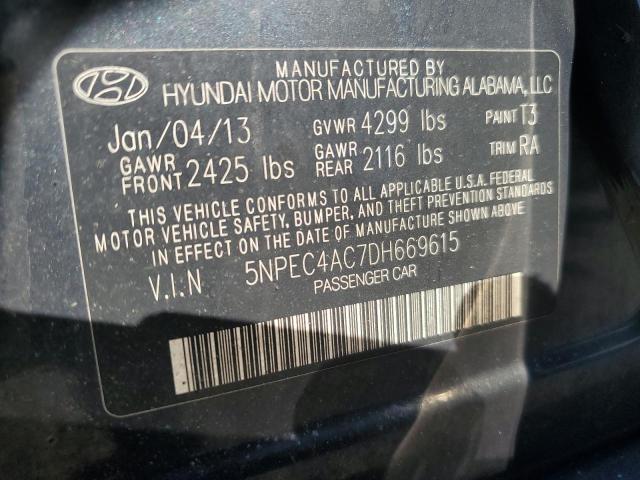 MANUFACTURED BY
HYUNDAI MOTOR MANUFACTURING ALABAMA, LLC
Jan/04/13 GVWR 4299 lbs PAINT T3
GAWR FRONT 2425 lbs GAWR REAR 2116 lbs TRIM RA
THIS VEHICLE CONFORMS TO ALL APPLICABLE U.S.A. FEDERAL
MOTOR VEHICLE SAFETY, BUMPER, AND THEFT PREVENTION STANDARDS
IN EFFECT ON THE DATE OF MANUFACTURE SHOWN ABOVE
V.I.N 5NPEC4AC7DH669615
PASSENGER CAR